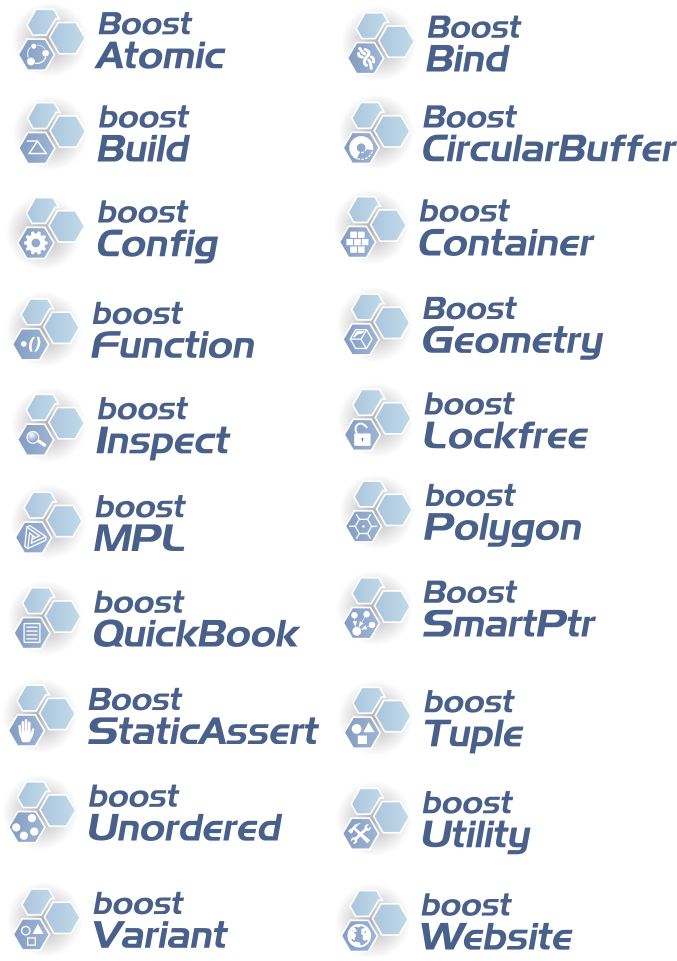 Boost
Atomic
Boost
Bind
boost
Build
Boost
CircularBuffer
boost
Config
boost
Container
boost
Function
Boost
Geometry
boost
Inspect
boost
Lockfree
boost
MPL
boost
Polygon
boost
QuickBook
Boost
SmartPtr
Boost
StaticAssert
boost
Tuple
boost
Unordered
boost
Utility
boost
Variant
boost
Website